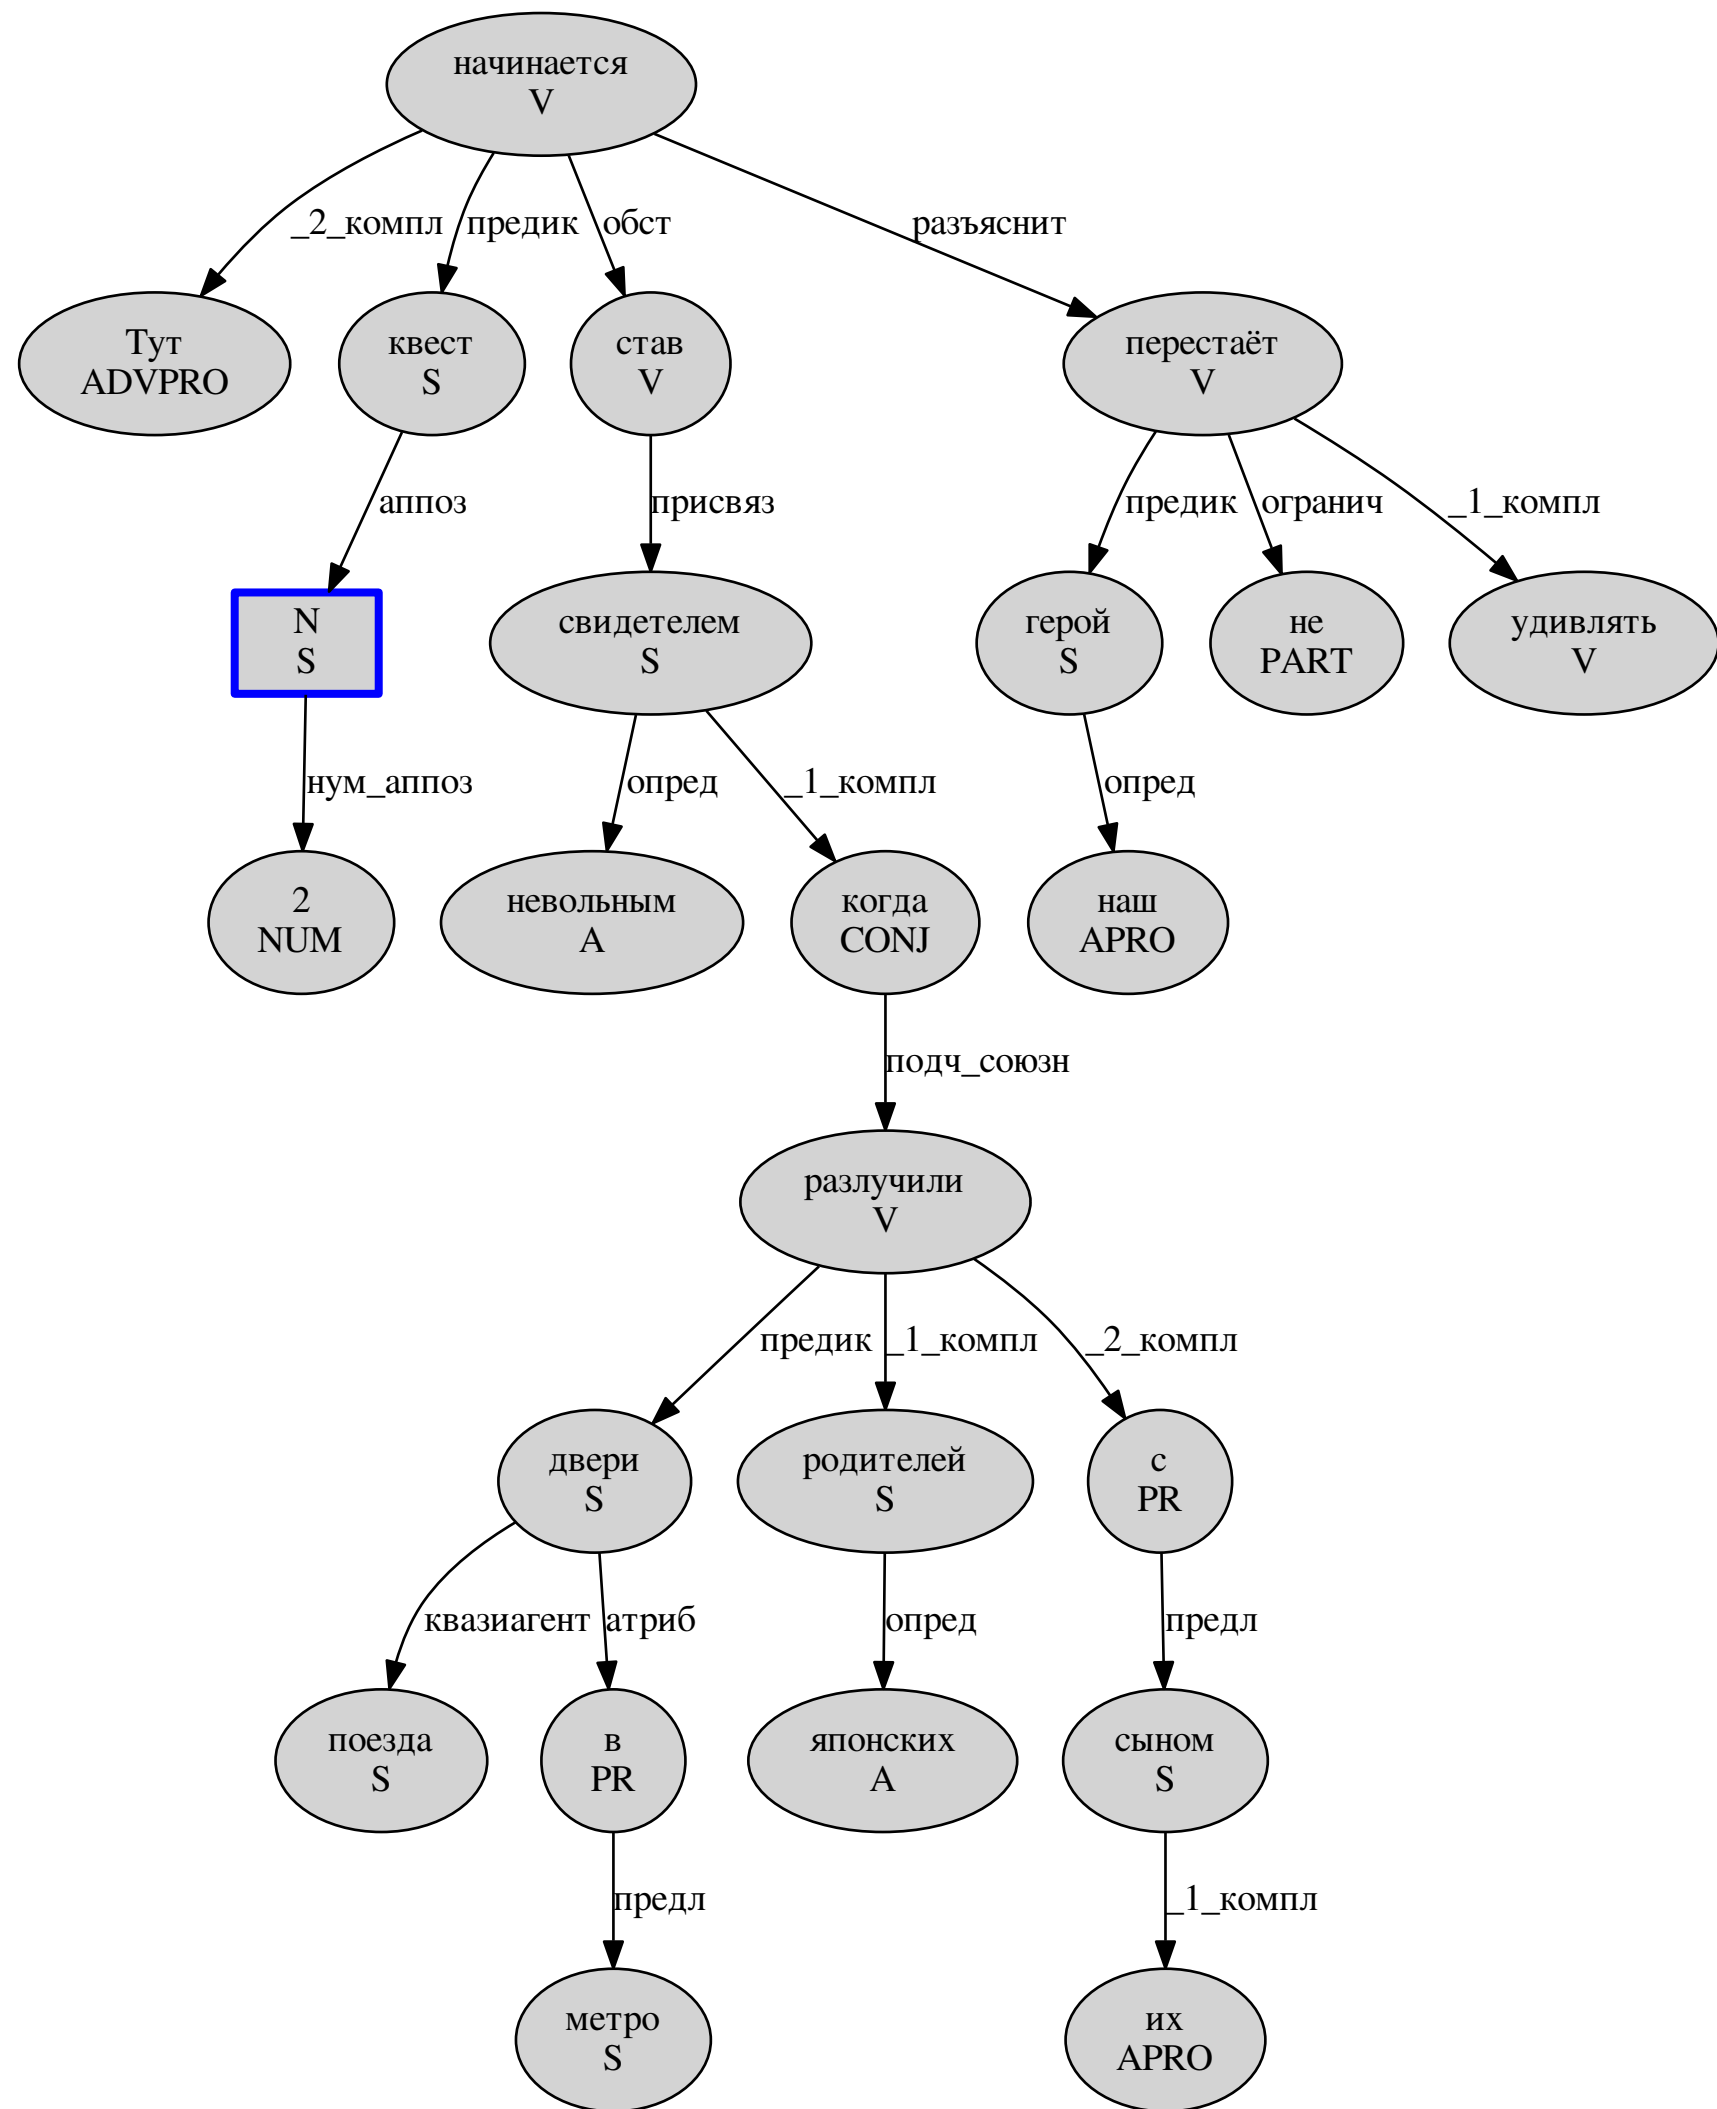 начинается
V
_2_компл предик обст разъяснит
Тут
ADVPRO
квест
S
став
V
перестаёт
V
аппоз присвяз предик огранич _1_компл
N
S
свидетелем
S
герой
S
не
PART
удивлять
V
нум_аппоз опред _1_компл опред
2
NUM
невольным
A
когда
CONJ
наш
APRO
подч_союзн
разлучили
V
предик _1_компл _2_компл
двери
S
родителей
S
с
PR
квазиагент атриб опред предл
поезда
S
в
PR
японских
A
сыном
S
предл _1_компл
метро
S
их
APRO